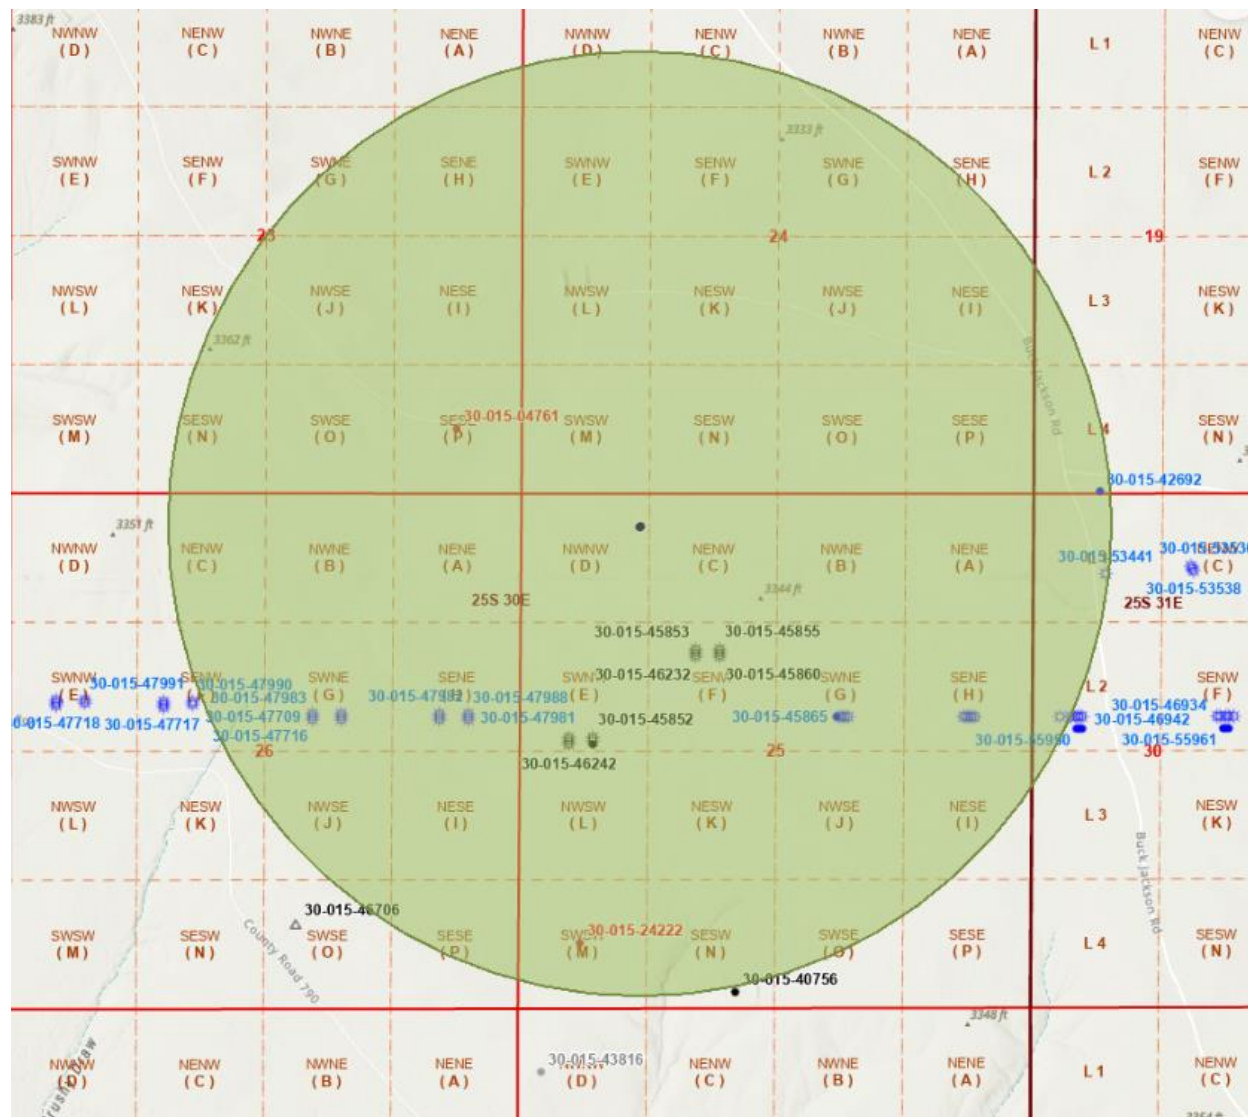 3383 ft
NWNW NENW NWNE NENE NWNW NENW NWNE NENE L 1 NENW
(D) (C) (B) (A) (D) (C) (B) (A) (C)
3333 ft
SWNW SENW SWNE SENE SWNW SENW SWNE SENE L 2 SENW
(E) (F) (G) (H) (E) (F) (G) (H) (F)
23 24 19
NWSW NESW NWSE NESE NWSW NESW NWSE NESE L 3 NESW
(L) (K) (J) (I) (L) (K) (J) (I) (K)
3362 ft
Buck Jackson Rd
30-015-04761
SWSW SESW SWSE SESE SWSW SESW SWSE SESE L 4 SESW
(M) (N) (O) (P) (M) (N) (O) (P) (N)
30-015-42692
3351 ft
NWNW NENW NWNE NENE NWNW NENW NWNE NENE 30-015-53441 NENW
(D) (C) (B) (A) (D) (C) (B) (A) (C)
30-015-53538
3344 ft
25S 30E 25S 31E
30-015-45853 30-015-45855
30-015-46232 30-015-45860
SWNW SENW SWNE SENE SWNW SENW SWNE SENE L 2 SENW
(E) (G) (E) (F) (G) (H) (F)
30-015-47991 30-015-47990
30-015-47983 30-015-47982 30-015-47988
30-015-47718 30-015-47717 30-015-47709 30-015-47981 30-015-45852 30-015-45865 30-015-46942 30-015-46934
30-015-47716 30-015-55961
30-015-46242
26 25 30
NWSW NESW NWSE NESE NWSW NESW NWSE NESE L 3 NESW
(L) (K) (J) (I) (L) (K) (J) (I) (K)
Buck Jackson Rd
30-015-46706
30-015-24222
SWSW SESW SWSE SESE SWSW SESW SWSE SESE L 4 SESW
(M) (N) (O) (P) (M) (N) (O) (P) (N)
County Road 790
30-015-40756
3348 ft
30-015-43816
NWNW NENW NWNE NENE NWNW NENW NWNE NENE L 1 NENW
(D) (C) (B) (A) (D) (C) (B) (A) (C)
Draw